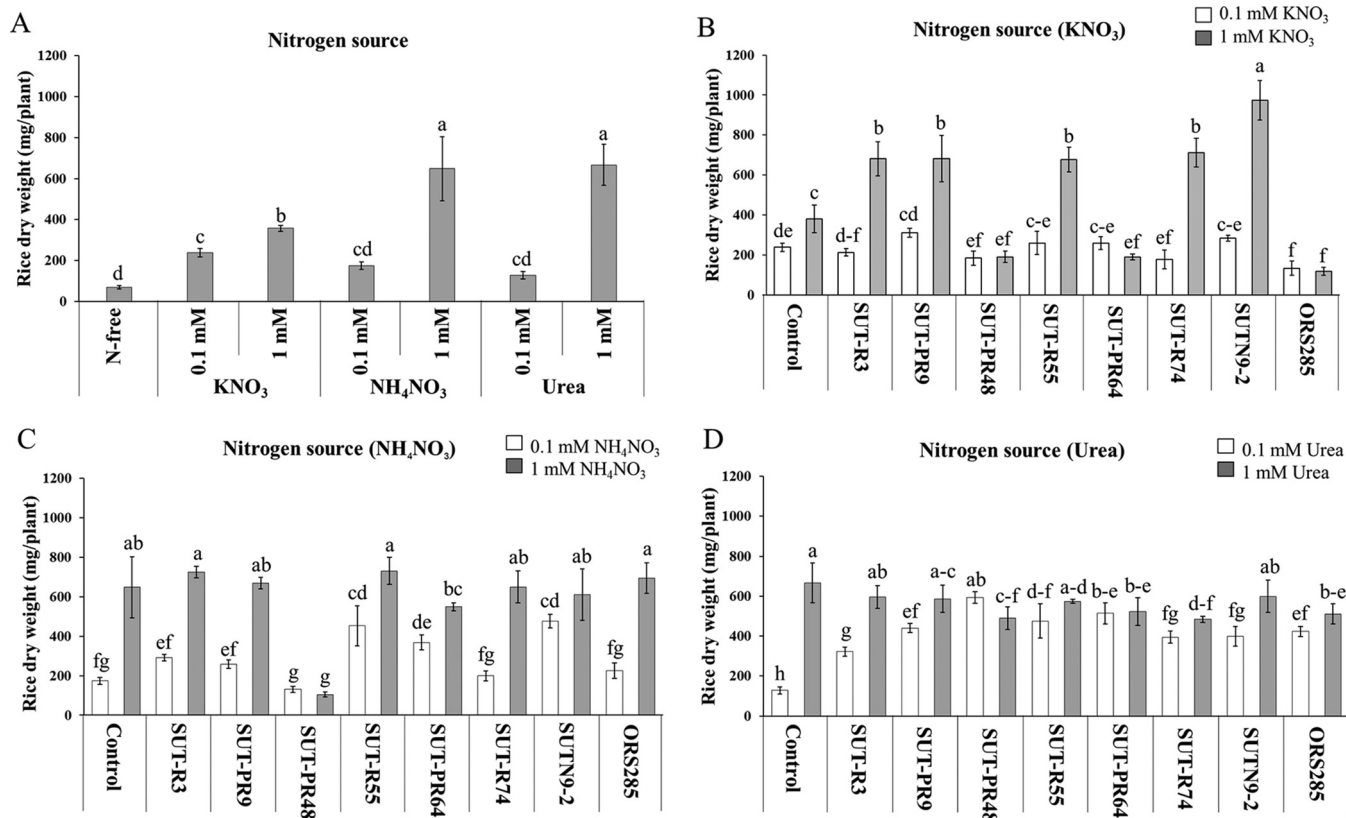 A
Nitrogen source
Rice dry weight (mg/plant)
1200
1000
800
600
400
200
0
d
c
b
cd
a
cd
a
N-free
0.1 mM
1 mM
0.1 mM
1 mM
0.1 mM
1 mM
KNO₃
NH₄NO₃
Urea
B
Nitrogen source (KNO₃)
0.1 mM KNO₃
1 mM KNO₃
Rice dry weight (mg/plant)
1200
1000
800
600
400
200
0
de
c
d-f
b
cd
b
ef
ef
c-e
b
c-e
ef
ef
b
c-e
a
f
f
Control
SUT-R3
SUT-PR9
SUT-PR48
SUT-R55
SUT-PR64
SUT-R74
SUTN9-2
ORS285
C
Nitrogen source (NH₄NO₃)
0.1 mM NH₄NO₃
1 mM NH₄NO₃
Rice dry weight (mg/plant)
1200
1000
800
600
400
200
0
fg
ab
ef
a
ef
ab
g
g
cd
a
de
bc
fg
ab
cd
ab
fg
a
Control
SUT-R3
SUT-PR9
SUT-PR48
SUT-R55
SUT-PR64
SUT-R74
SUTN9-2
ORS285
D
Nitrogen source (Urea)
0.1 mM Urea
1 mM Urea
Rice dry weight (mg/plant)
1200
1000
800
600
400
200
0
h
a
g
ab
ef
a-c
ab
c-f
d-f
a-d
b-e
b-e
fg
d-f
fg
ab
ef
b-e
Control
SUT-R3
SUT-PR9
SUT-PR48
SUT-R55
SUT-PR64
SUT-R74
SUTN9-2
ORS285